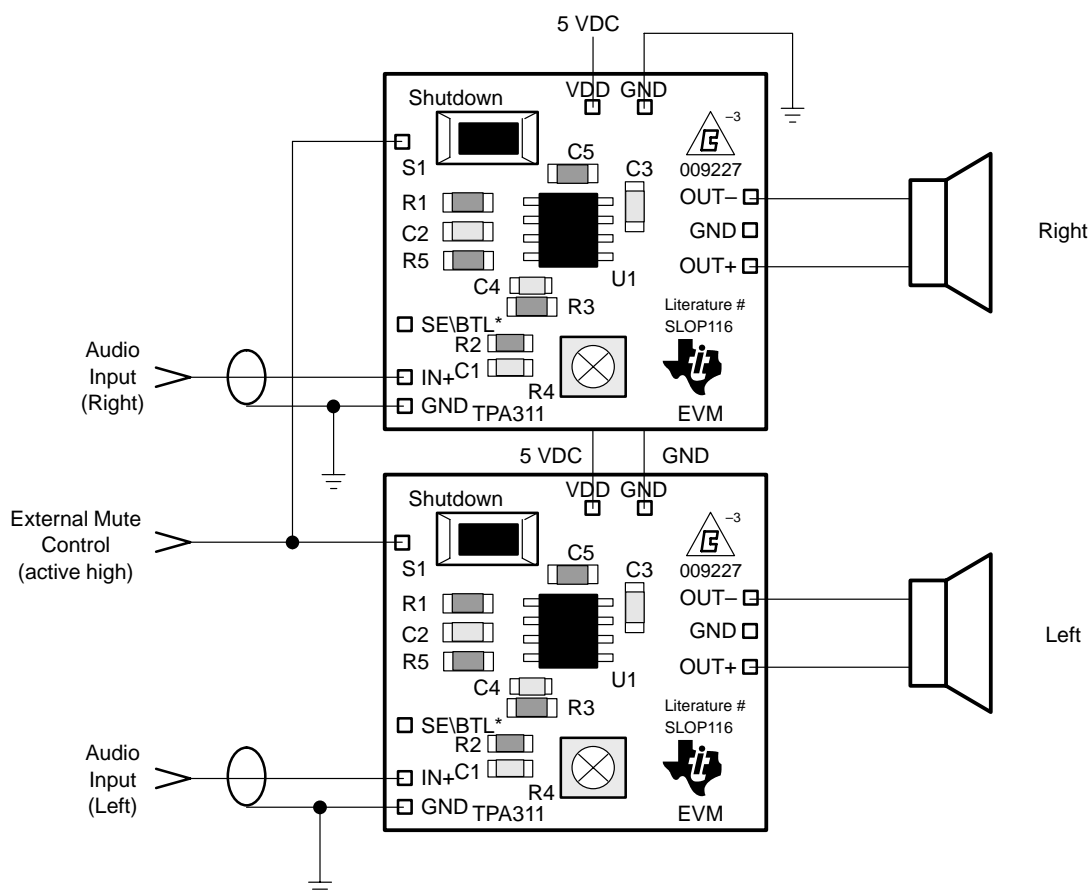 5 VDC
VDD GND
Shutdown
–3
009227
S1
C5
C3
R1
C2
R5
OUT–
GND
OUT+
Right
U1
C4
R3
Literature #
SLOP116
SE\BTL*
R2
C1
R4
Audio
Input
(Right)
IN+
GND
TPA311
EVM
5 VDC
GND
VDD GND
Shutdown
–3
009227
External Mute
Control
(active high)
S1
C5
C3
R1
C2
R5
OUT–
GND
OUT+
Left
U1
C4
R3
Literature #
SLOP116
SE\BTL*
R2
C1
R4
Audio
Input
(Left)
IN+
GND
TPA311
EVM